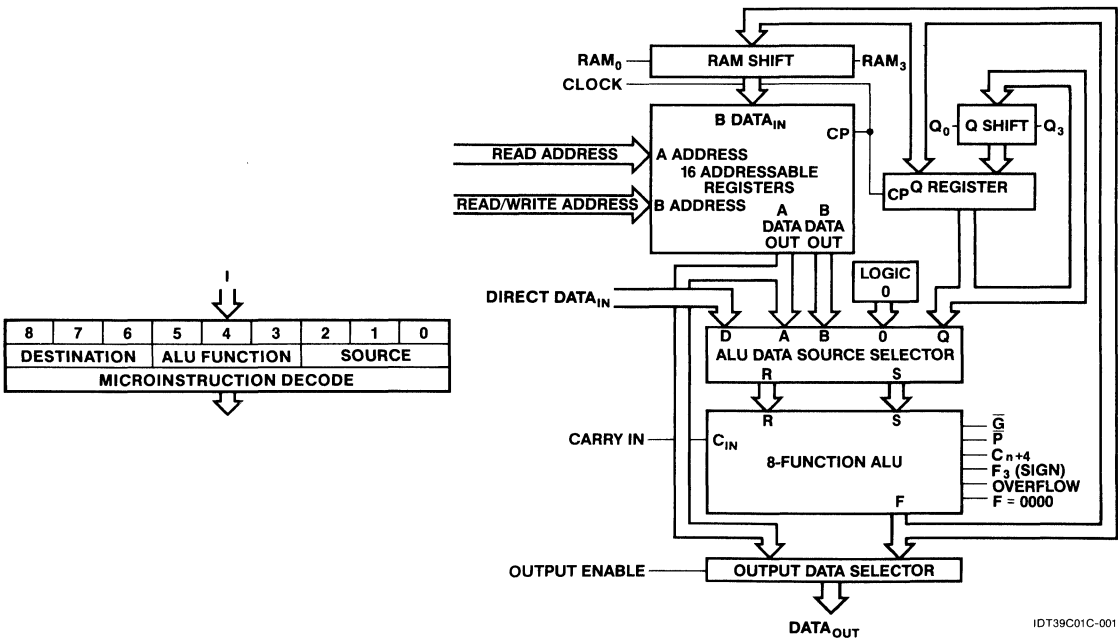 RAM0 RAM SHIFT RAM3
CLOCK
B DATAIN
CP
Q0 Q SHIFT Q3
READ ADDRESS A ADDRESS
16 ADDRESSABLE
REGISTERS
READ/WRITE ADDRESS B ADDRESS
CP Q REGISTER
A B
DATA DATA
OUT OUT
LOGIC
0
DIRECT DATAIN
D A B 0 Q
ALU DATA SOURCE SELECTOR
R S
I
8 7 6 5 4 3 2 1 0
DESTINATION ALU FUNCTION SOURCE
MICROINSTRUCTION DECODE
R S
CARRY IN CIN
8-FUNCTION ALU
F
G̅
P̅
Cn+4
F3 (SIGN)
OVERFLOW
F = 0000
OUTPUT ENABLE OUTPUT DATA SELECTOR
DATAOUT
IDT39C01C-001